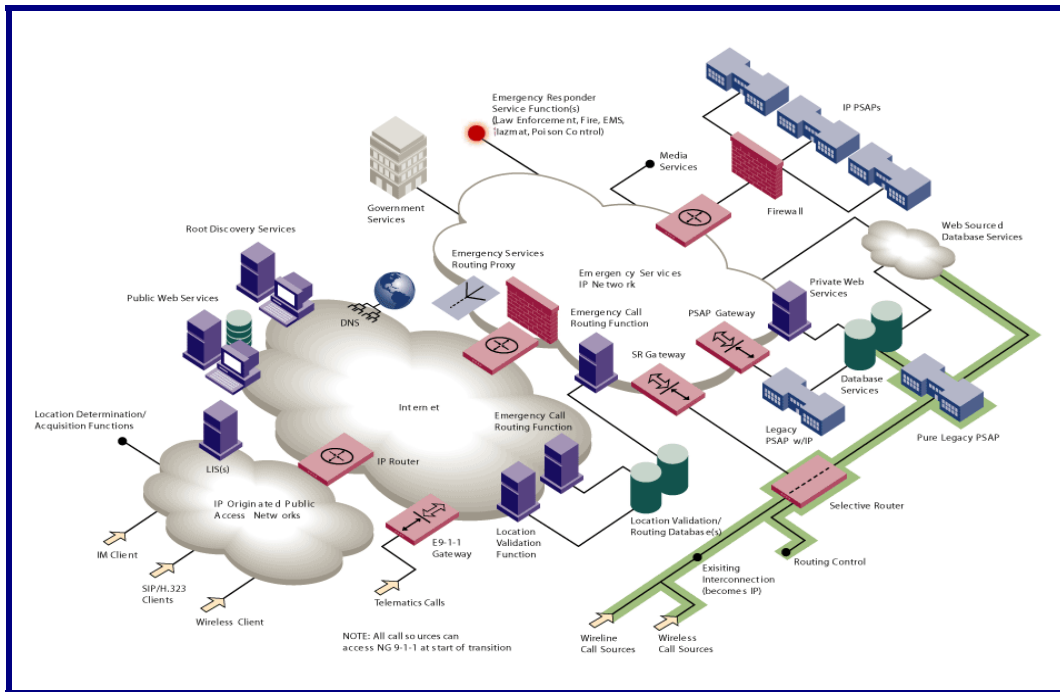 Emergency Responder
Service Function(s)
(Law Enforcement, Fire, EMS,
Hazmat, Poison Control)
IP PSAPs
Media
Services
Government
Services
Firewall
Root Discovery Services
Web Sourced
Database Services
Emergency Services
Routing Proxy
Emergency Services
IP Network
Private Web
Services
Public Web Services
DNS
Emergency Call
Routing Function
PSAP Gateway
SR Gateway
Database
Services
Internet
Location Determination/
Acquisition Functions
Emergency Call
Routing Function
Legacy
PSAP w/IP
Pure Legacy PSAP
LIS(s)
IP Router
IP Originated Public
Access Networks
Selective Router
E9-1-1
Gateway
Location
Validation
Function
Location Validation/
Routing Database(s)
IM Client
Exisiting
Interconnection
(becomes IP)
Routing Control
SIP/H.323
Clients
Telematics Calls
Wireless Client
NOTE: All call sources can
access NG 9-1-1 at start of transition
Wireline
Call Sources
Wireless
Call Sources